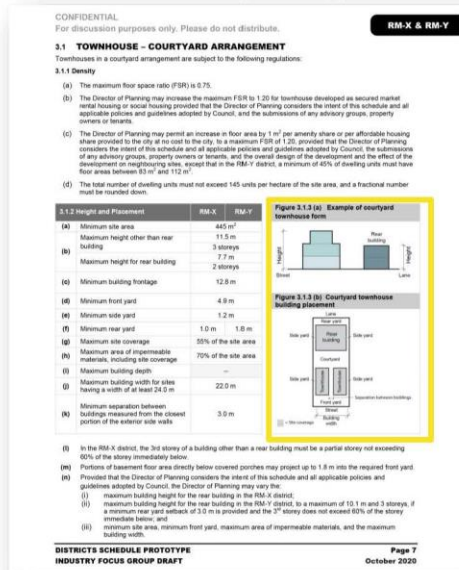 CONFIDENTIAL
For discussion purposes only. Please do not distribute.
RM-X & RM-Y
3.1 TOWNHOUSE – COURTYARD ARRANGEMENT
Townhouses in a courtyard arrangement are subject to the following regulations:
3.1.1 Density
(a) The maximum floor space ratio (FSR) is 0.75.
(b) The Director of Planning may increase the maximum FSR to 1.20 for townhouse developed as secured market
rental housing or social housing provided that the Director of Planning considers the intent of this schedule and all
applicable policies and guidelines adopted by Council, and the submissions of any advisory groups, property
owners or tenants.
(c) The Director of Planning may permit an increase in floor area by 1 m² per amenity share or per affordable housing
share provided to the city at no cost to the city, to a maximum FSR of 1.20, provided that the Director of Planning
considers the intent of this schedule and all applicable policies and guidelines adopted by Council, the submissions
of any advisory groups, property owners or tenants, and the overall design of the development and the effect of the
development on neighbouring sites, except that in the RM-Y district, a minimum of 45% of dwelling units must have
floor areas between 83 m² and 112 m².
(d) The total number of dwelling units must not exceed 145 units per hectare of the site area, and a fractional number
must be rounded down.
3.1.2 Height and Placement RM-X RM-Y
(a) Minimum site area 445 m²
(b) Maximum height other than rear building 11.5 m 3 storeys
Maximum height for rear building 7.7 m 2 storeys
(c) Minimum building frontage 12.8 m
(d) Minimum front yard 4.9 m
(e) Minimum side yard 1.2 m
(f) Minimum rear yard 1.0 m 1.8 m
(g) Maximum site coverage 55% of the site area
(h) Maximum area of impermeable materials, including site coverage 70% of the site area
(i) Maximum building depth –
(j) Maximum building width for sites having a width of at least 24.0 m 22.0 m
(k) Minimum separation between buildings measured from the closest portion of the exterior side walls 3.0 m
Figure 3.1.3 (a) Example of courtyard
townhouse form
Rear
building
Height
Height
Street
Lane
Figure 3.1.3 (b) Courtyard townhouse
building placement
Lane
Rear yard
Side yard
Rear
building
Side yard
Courtyard
Side yard
Townhouse
Townhouse
Side yard
Separation between buildings
Front yard
Street
Building
width
= Site coverage
(l) In the RM-X district, the 3rd storey of a building other than a rear building must be a partial storey not exceeding
60% of the storey immediately below.
(m) Portions of basement floor area directly below covered porches may project up to 1.8 m into the required front yard.
(n) Provided that the Director of Planning considers the intent of this schedule and all applicable policies and
guidelines adopted by Council, the Director of Planning may vary the:
(i) maximum building height for the rear building in the RM-X district;
(ii) maximum building height for the rear building in the RM-Y district, to a maximum of 10.1 m and 3 storeys, if
a minimum rear yard setback of 3.0 m is provided and the 3rd storey does not exceed 60% of the storey
immediate below; and
(iii) minimum site area, minimum front yard, maximum area of impermeable materials, and the maximum
building width.
DISTRICTS SCHEDULE PROTOTYPE
INDUSTRY FOCUS GROUP DRAFT
Page 7
October 2020